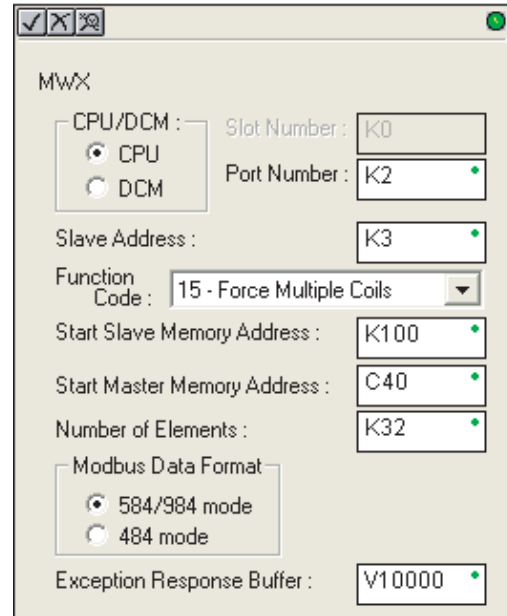 MWX
CPU/DCM :
CPU
DCM
Slot Number : K0
Port Number : K2
Slave Address : K3
Function
Code : 15 - Force Multiple Coils
Start Slave Memory Address : K100
Start Master Memory Address : C40
Number of Elements : K32
Modbus Data Format
584/984 mode
484 mode
Exception Response Buffer : V10000